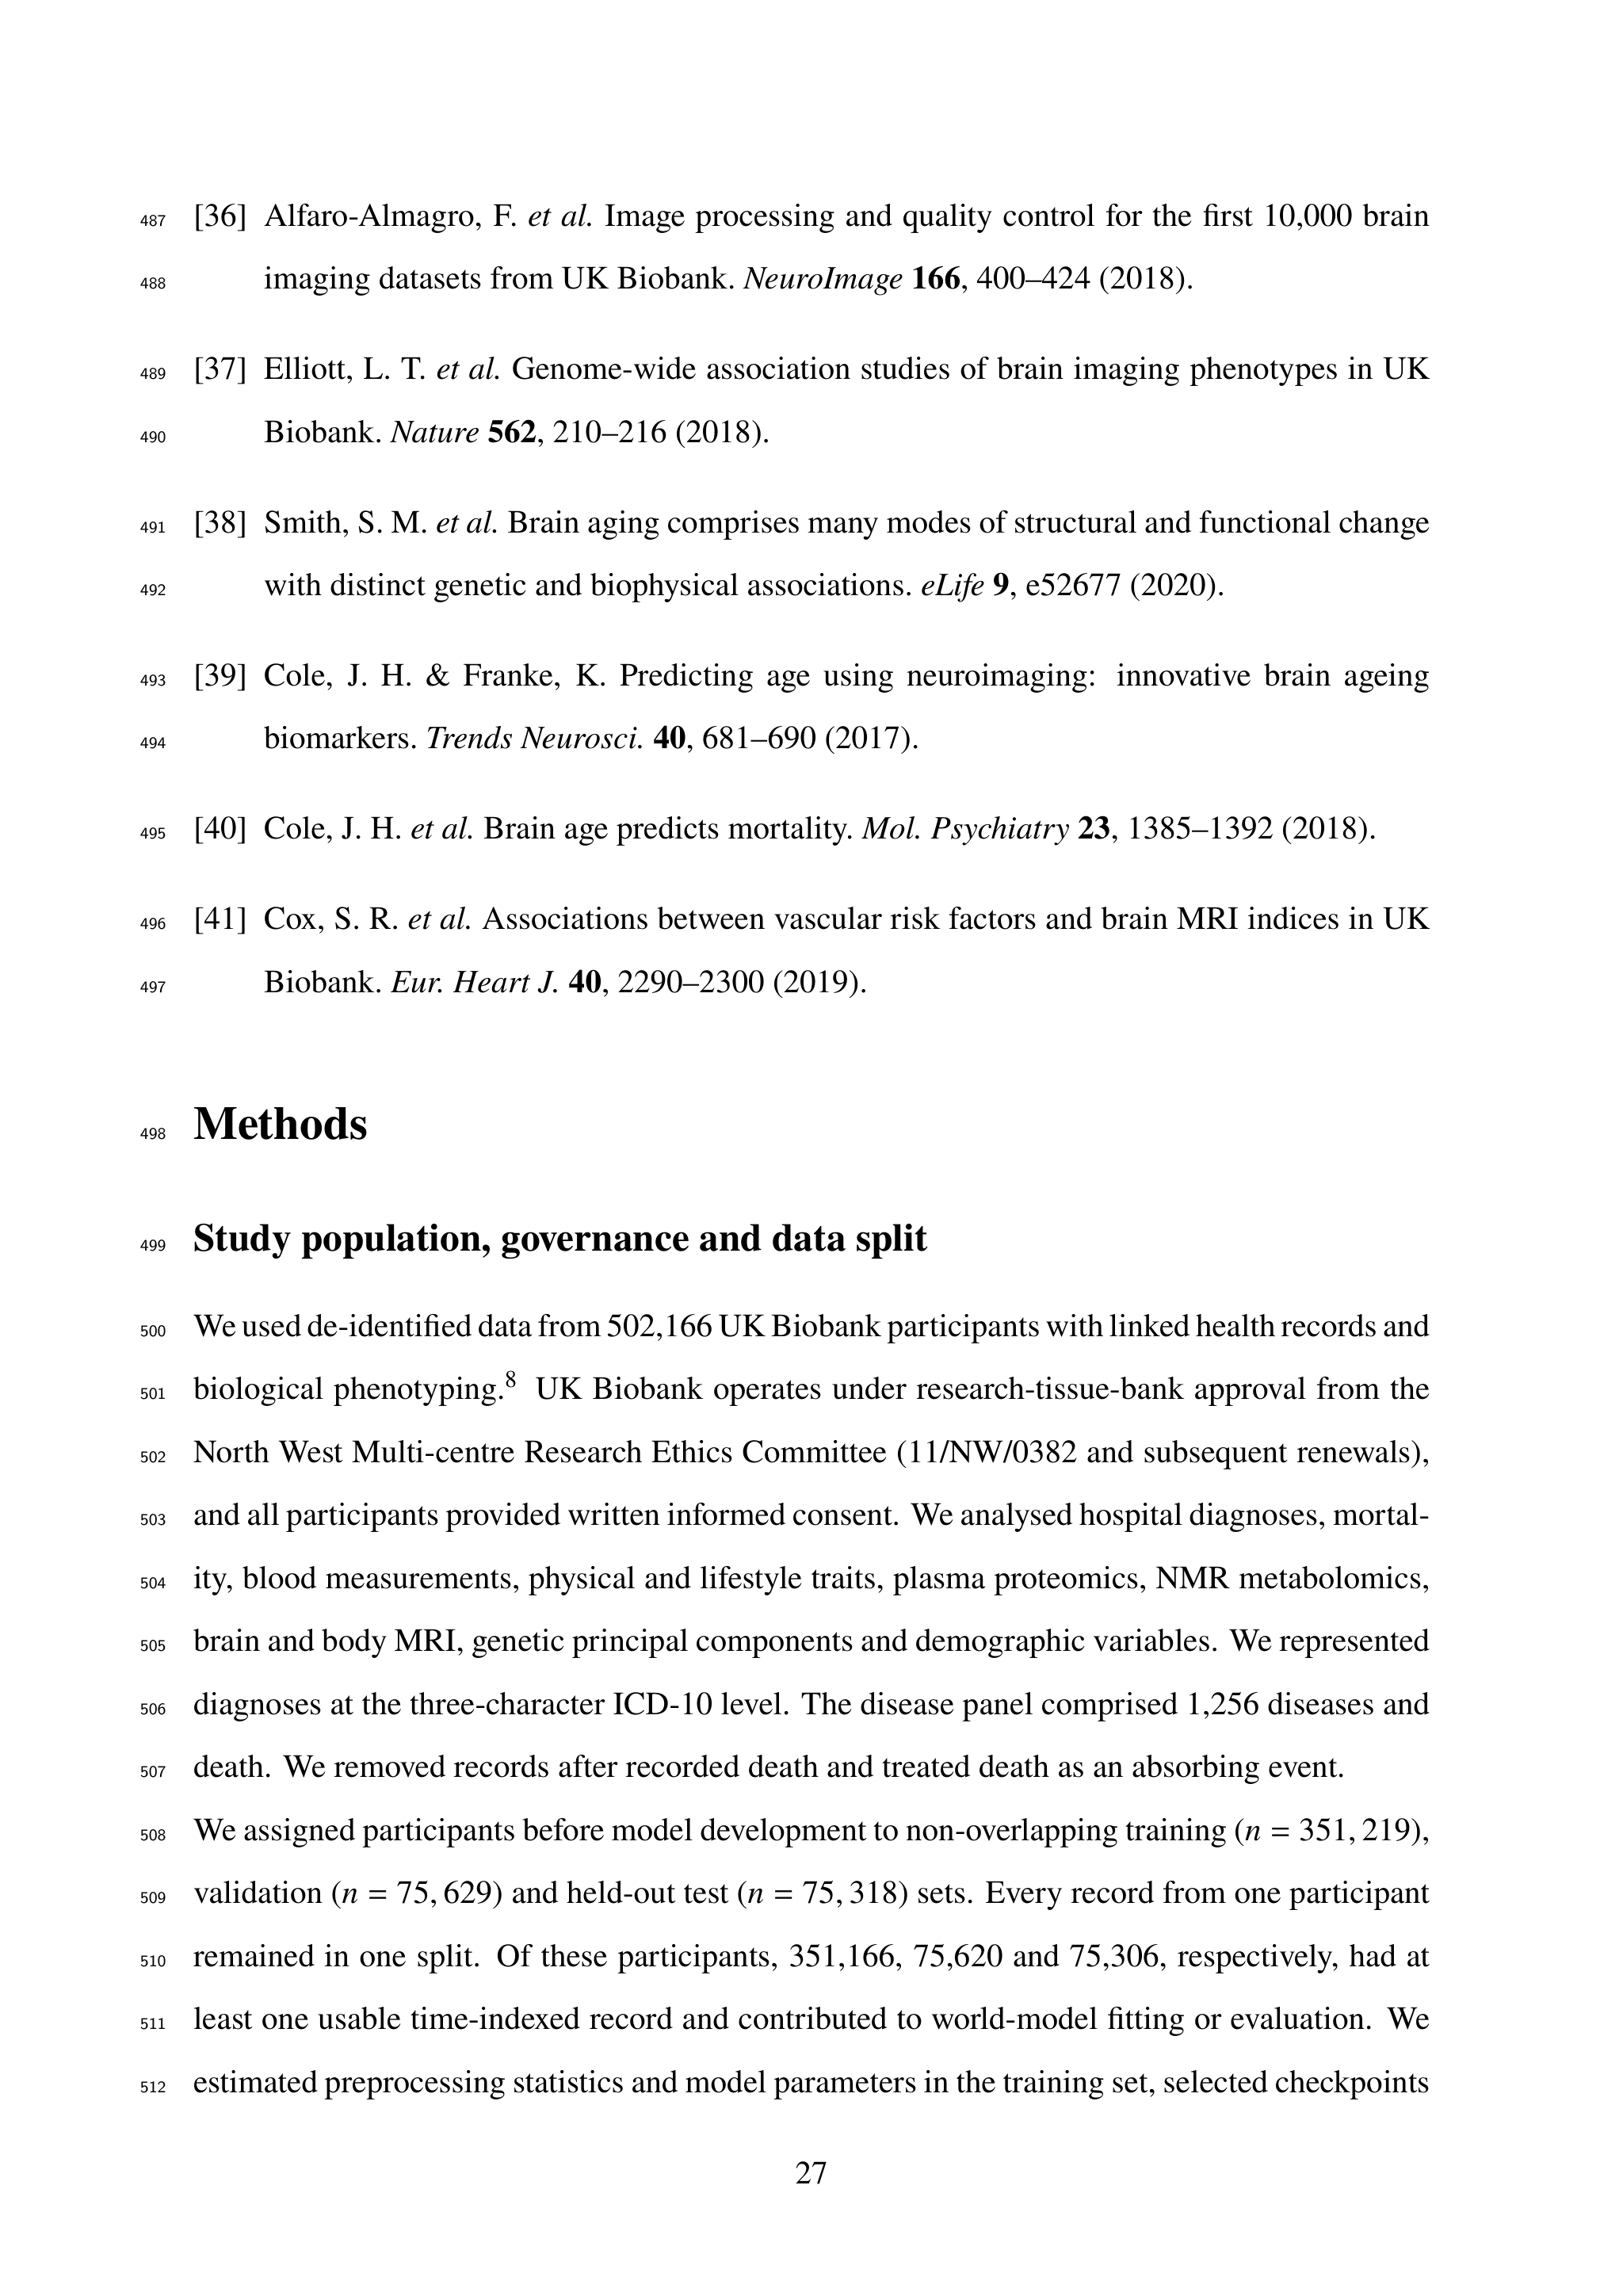 487 [36] Alfaro-Almagro, F. et al. Image processing and quality control for the first 10,000 brain
488 imaging datasets from UK Biobank. NeuroImage 166, 400–424 (2018).
489 [37] Elliott, L. T. et al. Genome-wide association studies of brain imaging phenotypes in UK
490 Biobank. Nature 562, 210–216 (2018).
491 [38] Smith, S. M. et al. Brain aging comprises many modes of structural and functional change
492 with distinct genetic and biophysical associations. eLife 9, e52677 (2020).
493 [39] Cole, J. H. & Franke, K. Predicting age using neuroimaging: innovative brain ageing
494 biomarkers. Trends Neurosci. 40, 681–690 (2017).
495 [40] Cole, J. H. et al. Brain age predicts mortality. Mol. Psychiatry 23, 1385–1392 (2018).
496 [41] Cox, S. R. et al. Associations between vascular risk factors and brain MRI indices in UK
497 Biobank. Eur. Heart J. 40, 2290–2300 (2019).
498 Methods
499 Study population, governance and data split
500 We used de-identified data from 502,166 UK Biobank participants with linked health records and
501 biological phenotyping.8 UK Biobank operates under research-tissue-bank approval from the
502 North West Multi-centre Research Ethics Committee (11/NW/0382 and subsequent renewals),
503 and all participants provided written informed consent. We analysed hospital diagnoses, mortal-
504 ity, blood measurements, physical and lifestyle traits, plasma proteomics, NMR metabolomics,
505 brain and body MRI, genetic principal components and demographic variables. We represented
506 diagnoses at the three-character ICD-10 level. The disease panel comprised 1,256 diseases and
507 death. We removed records after recorded death and treated death as an absorbing event.
508 We assigned participants before model development to non-overlapping training (n = 351, 219),
509 validation (n = 75, 629) and held-out test (n = 75, 318) sets. Every record from one participant
510 remained in one split. Of these participants, 351,166, 75,620 and 75,306, respectively, had at
511 least one usable time-indexed record and contributed to world-model fitting or evaluation. We
512 estimated preprocessing statistics and model parameters in the training set, selected checkpoints
27